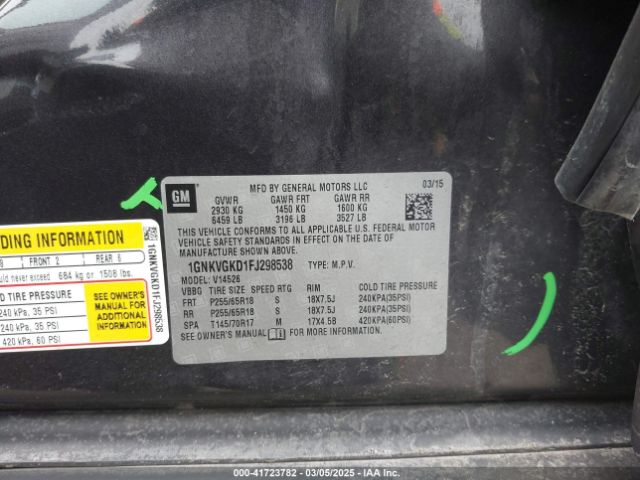 GM
MFD BY GENERAL MOTORS LLC
03/15
GVWR GAWR FRT GAWR RR
2930 KG 1450 KG 1600 KG
6459 LB 3196 LB 3527 LB
THIS VEHICLE CONFORMS TO ALL APPLICABLE U.S. FEDERAL MOTOR
VEHICLE SAFETY STANDARDS IN EFFECT ON THE DATE OF
MANUFACTURE SHOWN ABOVE.
1GNKVGKD1FJ298538 TYPE: M.P.V.
MODEL: V14526
VBBG TIRE SIZE SPEED RTG RIM COLD TIRE PRESSURE
FRT P255/65R18 S 18X7.5J 240KPA(35PSI)
RR P255/65R18 S 18X7.5J 240KPA(35PSI)
SPA T145/70R17 M 17X4.5B 420KPA(60PSI)
SEE OWNER'S MANUAL FOR MORE INFORMATION.
DING INFORMATION
FRONT 2 REAR 6
never exceed 684 kg or 1508 lbs.
TIRE PRESSURE
240 kPa, 35 PSI
240 kPa, 35 PSI
420 kPa, 60 PSI
SEE OWNER'S
MANUAL FOR
ADDITIONAL
INFORMATION
1GNKVGKD1FJ298538
000-41723782 — 03/05/2025 — IAA, Inc.